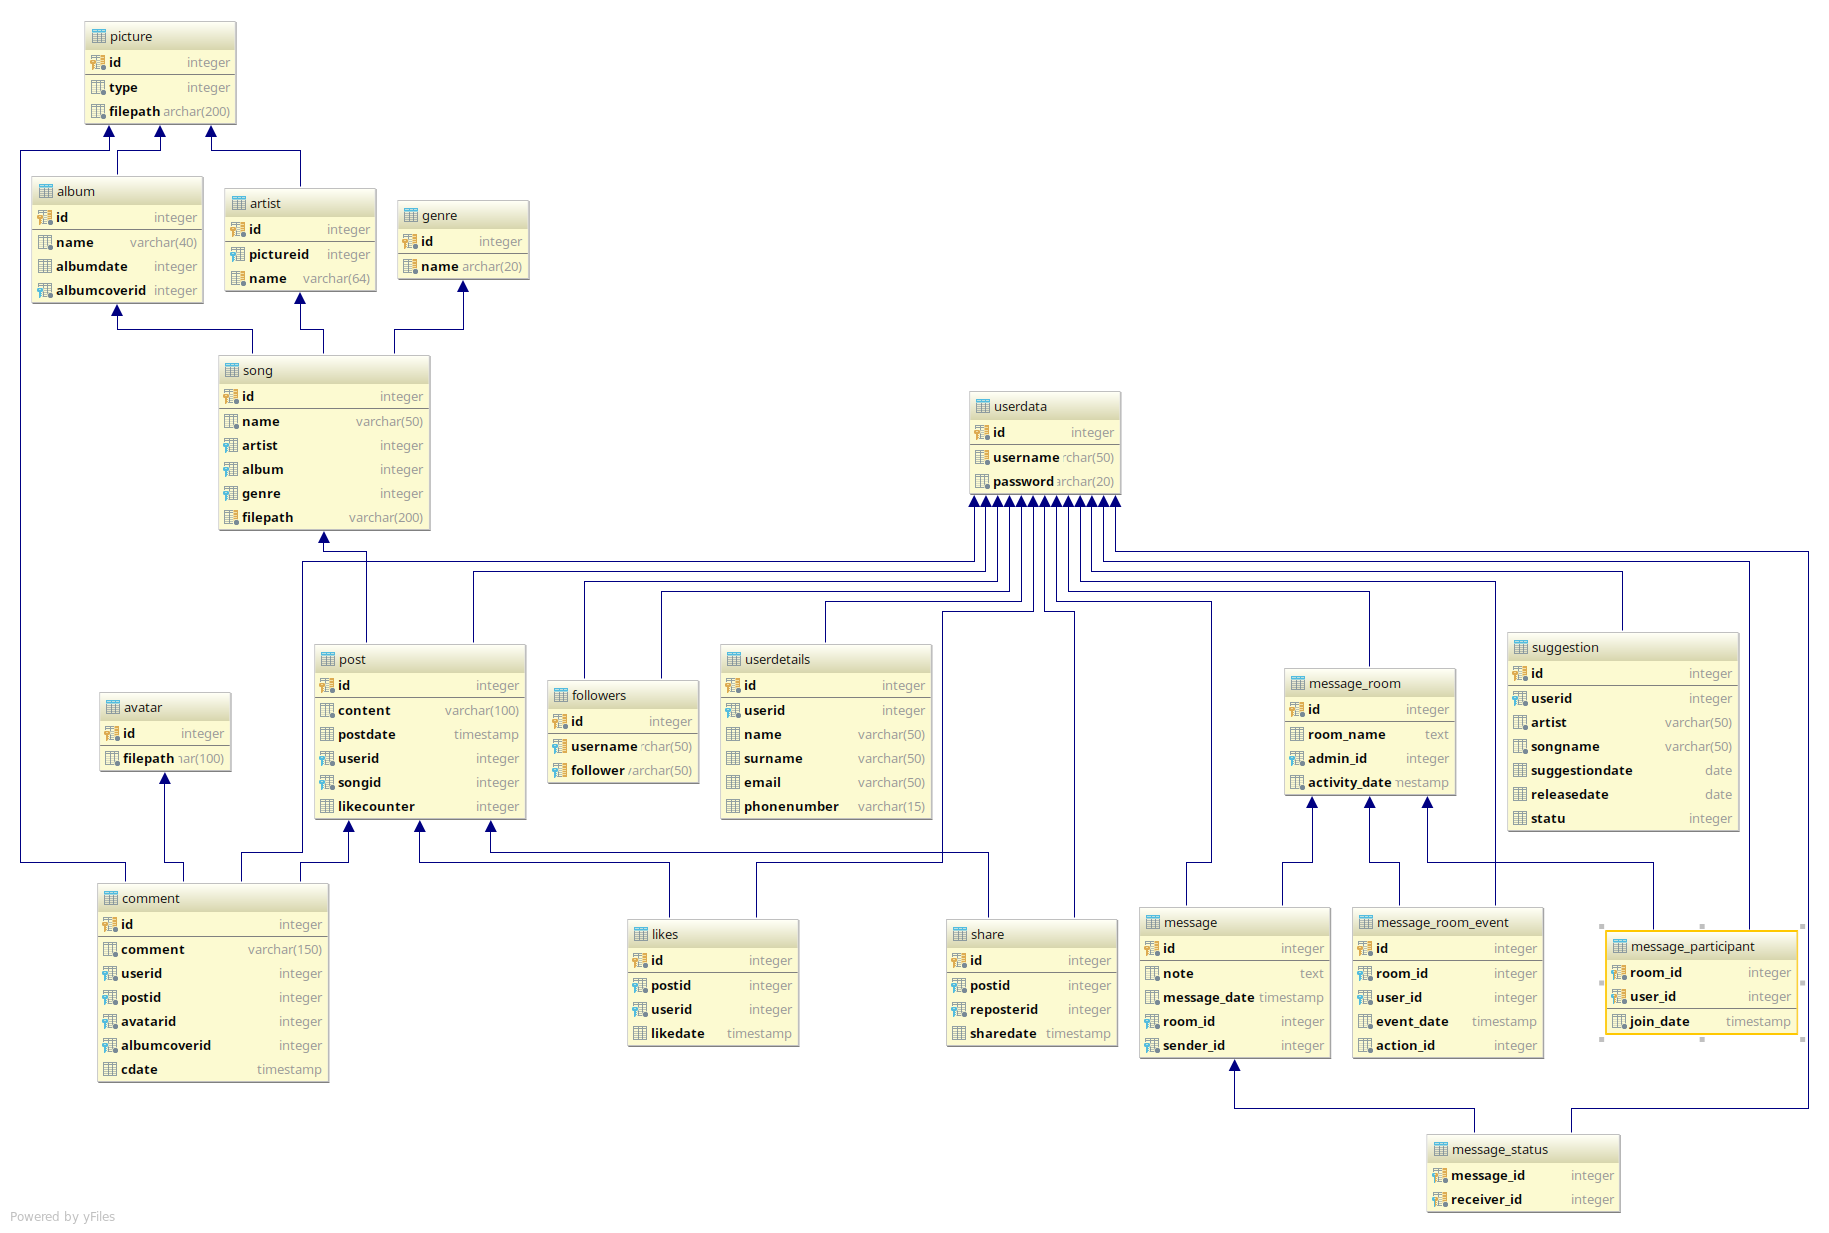 picture
id integer
type integer
filepath archar(200)
album
id integer
name varchar(40)
albumdate integer
albumcoverid integer
artist
id integer
pictureid integer
name varchar(64)
genre
id integer
name archar(20)
song
id integer
name varchar(50)
artist integer
album integer
genre integer
filepath varchar(200)
userdata
id integer
username rchar(50)
password archar(20)
post
id integer
content varchar(100)
postdate timestamp
userid integer
songid integer
likecounter integer
followers
id integer
username rchar(50)
follower varchar(50)
userdetails
id integer
userid integer
name varchar(50)
surname varchar(50)
email varchar(50)
phonenumber varchar(15)
message_room
id integer
room_name text
admin_id integer
activity_date nestamp
suggestion
id integer
userid integer
artist varchar(50)
songname varchar(50)
suggestiondate date
releasedate date
statu integer
avatar
id integer
filepath nar(100)
comment
id integer
comment varchar(150)
userid integer
postid integer
avatarid integer
albumcoverid integer
cdate timestamp
likes
id integer
postid integer
userid integer
likedate timestamp
share
id integer
postid integer
reposterid integer
sharedate timestamp
message
id integer
note text
message_date timestamp
room_id integer
sender_id integer
message_room_event
id integer
room_id integer
user_id integer
event_date timestamp
action_id integer
message_participant
room_id integer
user_id integer
join_date timestamp
message_status
message_id integer
receiver_id integer
Powered by yFiles